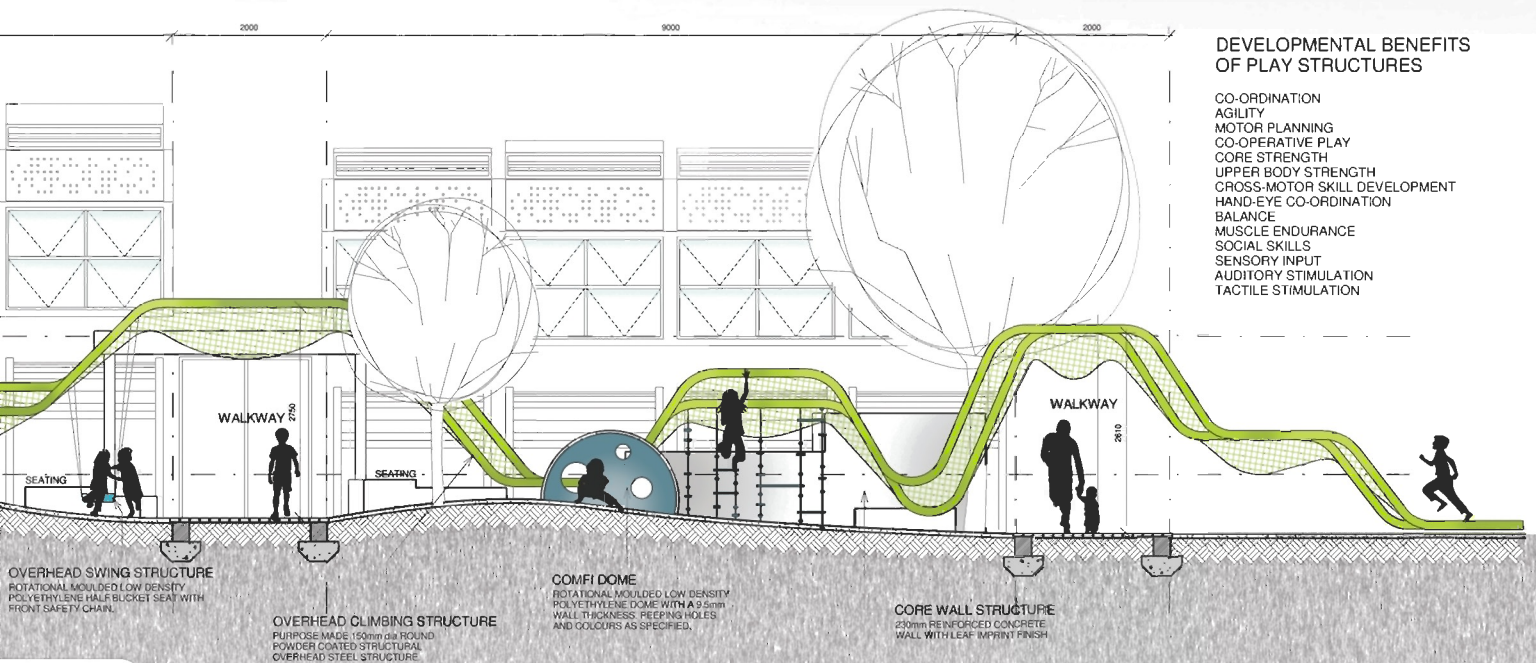 2000
9000
2000
DEVELOPMENTAL BENEFITS
OF PLAY STRUCTURES
CO-ORDINATION
AGILITY
MOTOR PLANNING
CO-OPERATIVE PLAY
CORE STRENGTH
UPPER BODY STRENGTH
CROSS-MOTOR SKILL DEVELOPMENT
HAND-EYE CO-ORDINATION
BALANCE
MUSCLE ENDURANCE
SOCIAL SKILLS
SENSORY INPUT
AUDITORY STIMULATION
TACTILE STIMULATION
WALKWAY
2750
WALKWAY
2610
SEATING
SEATING
OVERHEAD SWING STRUCTURE
ROTATIONAL MOULDED LOW DENSITY
POLYETHYLENE HALF BUCKET SEAT WITH
FRONT SAFETY CHAIN.
OVERHEAD CLIMBING STRUCTURE
PURPOSE MADE 150mm dia ROUND
POWDER COATED STRUCTURAL
OVERHEAD STEEL STRUCTURE
COMFI DOME
ROTATIONAL MOULDED LOW DENSITY
POLYETHYLENE DOME WITH A 9.5mm
WALL THICKNESS. PEEPING HOLES
AND COLOURS AS SPECIFIED.
CORE WALL STRUCTURE
230mm REINFORCED CONCRETE
WALL WITH LEAF IMPRINT FINISH